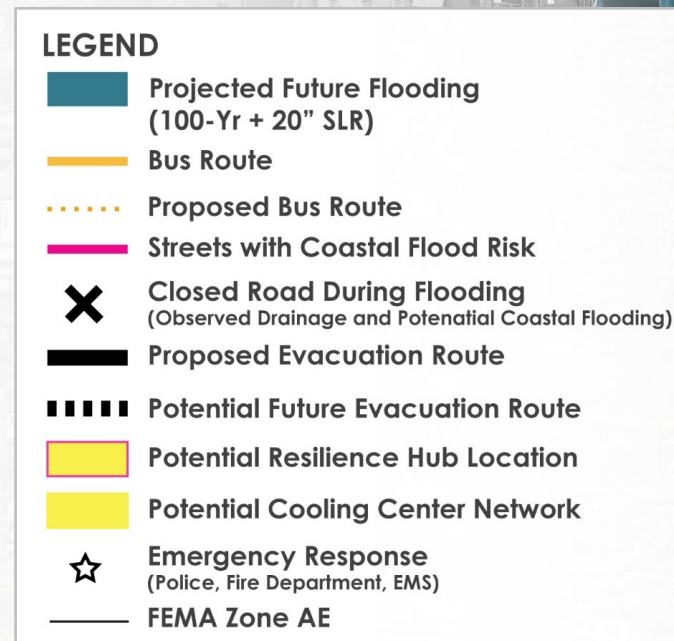 LEGEND
Projected Future Flooding
(100-Yr + 20” SLR)
Bus Route
Proposed Bus Route
Streets with Coastal Flood Risk
Closed Road During Flooding
(Observed Drainage and Potenatial Coastal Flooding)
Proposed Evacuation Route
Potential Future Evacuation Route
Potential Resilience Hub Location
Potential Cooling Center Network
Emergency Response
(Police, Fire Department, EMS)
FEMA Zone AE